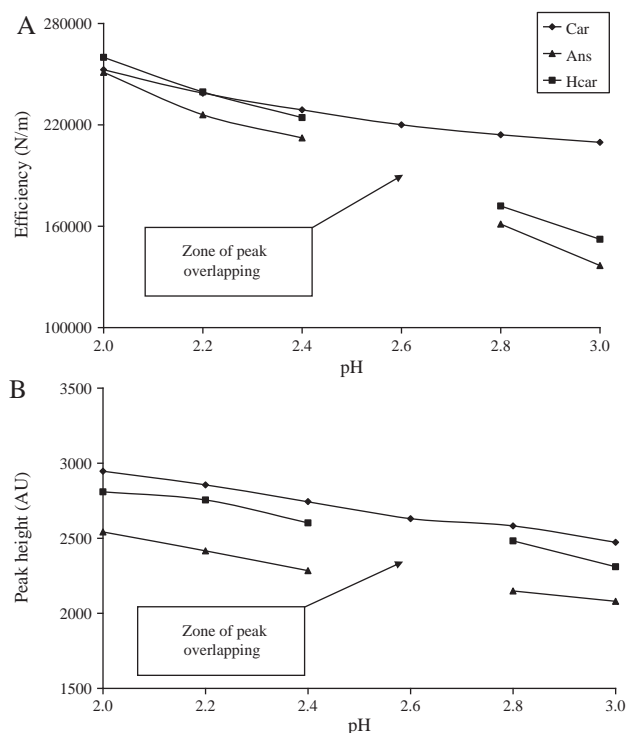 A
280000
220000
160000
100000
Efficiency (N/m)
Car
Ans
Hcar
Zone of peak
overlapping
2.0 2.2 2.4 2.6 2.8 3.0
pH
B
3500
3000
2500
2000
1500
Peak height (AU)
Zone of peak
overlapping
2.0 2.2 2.4 2.6 2.8 3.0
pH